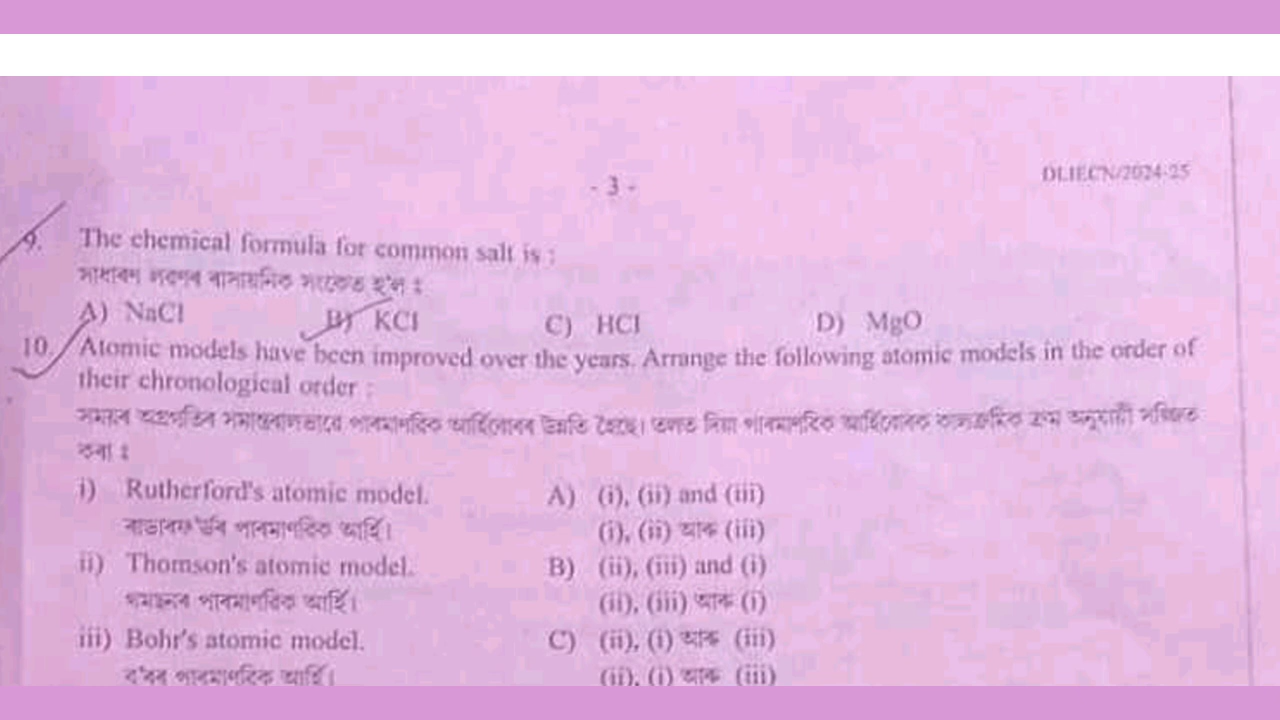 - 3 -
DLIECN/2024-25
9. The chemical formula for common salt is :
সাধাৰণ লৱণৰ ৰাসায়নিক সংকেত হ'ল ঃ
A) NaCl B) KCl C) HCl D) MgO
10. Atomic models have been improved over the years. Arrange the following atomic models in the order of
their chronological order :
সময়ৰ অগ্ৰগতিৰ সমান্তৰালভাৱে পাৰমাণৱিক আৰ্হিবোৰৰ উন্নতি হৈছে। তলত দিয়া পাৰমাণৱিক আৰ্হিবোৰক কালক্ৰমিক ক্ৰম অনুযায়ী সজ্জিত
কৰা ঃ
i) Rutherford's atomic model. A) (i), (ii) and (iii)
ৰাডাৰফ'ৰ্ডৰ পাৰমাণৱিক আৰ্হি। (i), (ii) আৰু (iii)
ii) Thomson's atomic model. B) (ii), (iii) and (i)
থমছনৰ পাৰমাণৱিক আৰ্হি। (ii), (iii) আৰু (i)
iii) Bohr's atomic model. C) (ii), (i) আৰু (iii)
ব'ৰৰ পাৰমাণৱিক আৰ্হি। (ii), (i) আৰু (iii)